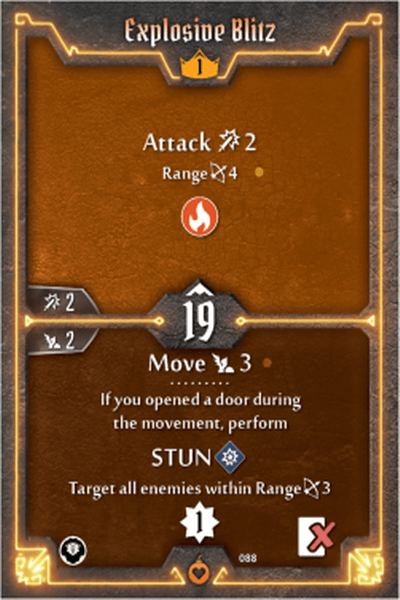 Explosive Blitz
1
Attack 2
Range 4
2
19
2
Move 3
If you opened a door during
the movement, perform
STUN
Target all enemies within Range 3
1
088